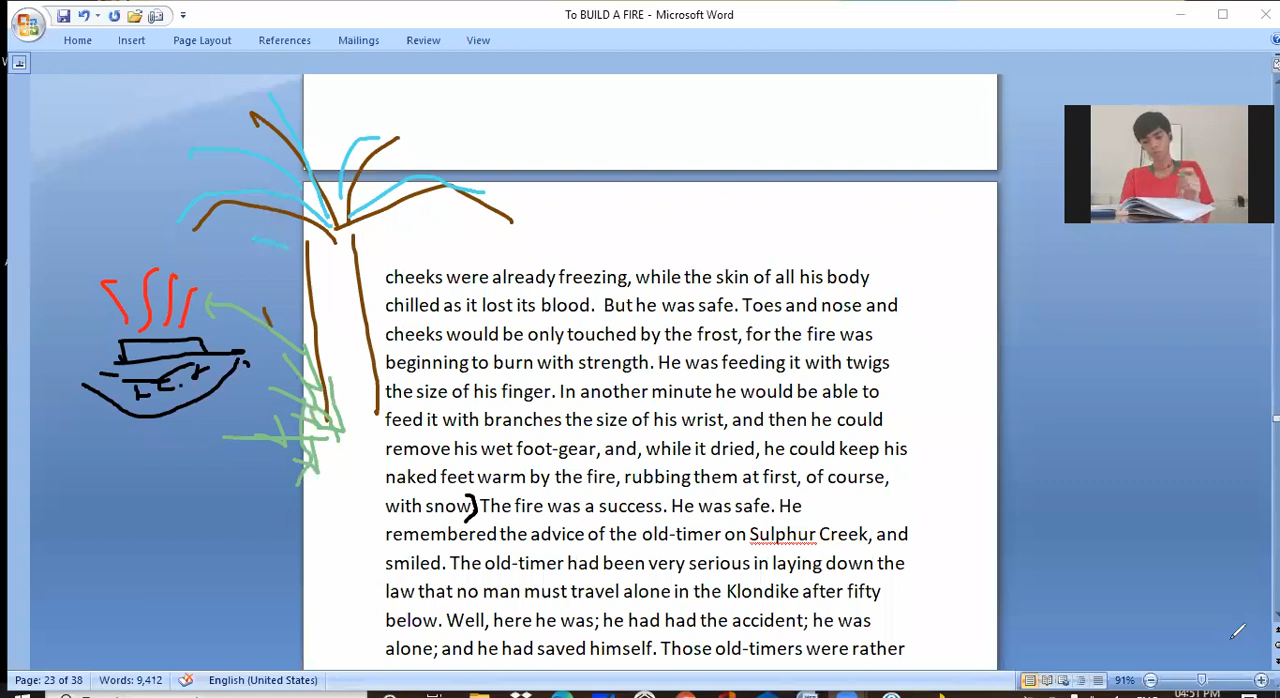 To BUILD A FIRE - Microsoft Word
Home Insert Page Layout References Mailings Review View
cheeks were already freezing, while the skin of all his body
chilled as it lost its blood.  But he was safe. Toes and nose and
cheeks would be only touched by the frost, for the fire was
beginning to burn with strength. He was feeding it with twigs
the size of his finger. In another minute he would be able to
feed it with branches the size of his wrist, and then he could
remove his wet foot-gear, and, while it dried, he could keep his
naked feet warm by the fire, rubbing them at first, of course,
with snow. The fire was a success. He was safe. He
remembered the advice of the old-timer on Sulphur Creek, and
smiled. The old-timer had been very serious in laying down the
law that no man must travel alone in the Klondike after fifty
below. Well, here he was; he had had the accident; he was
alone; and he had saved himself. Those old-timers were rather
Page: 23 of 38 Words: 9,412 English (United States) 91%
04:51 PM